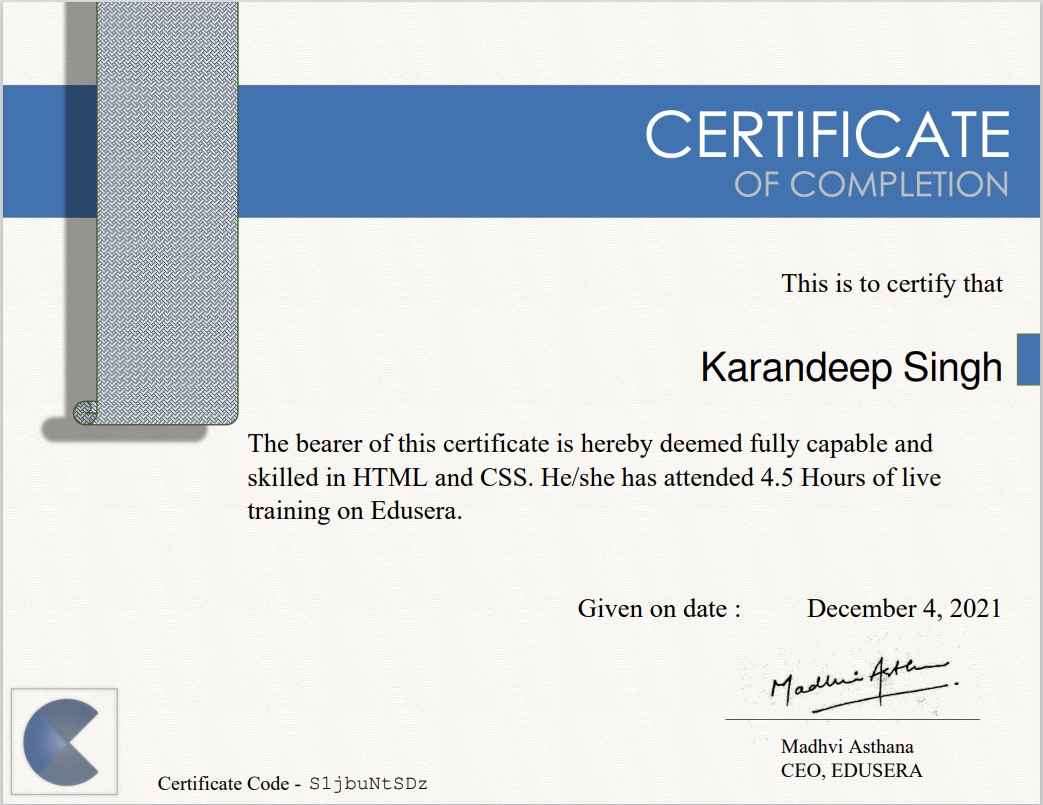 CERTIFICATE
OF COMPLETION
This is to certify that
Karandeep Singh
The bearer of this certificate is hereby deemed fully capable and
skilled in HTML and CSS. He/she has attended 4.5 Hours of live
training on Edusera.
Given on date : December 4, 2021
Madhvi Asthana
Madhvi Asthana
CEO, EDUSERA
Certificate Code - S1jbuNtSDz